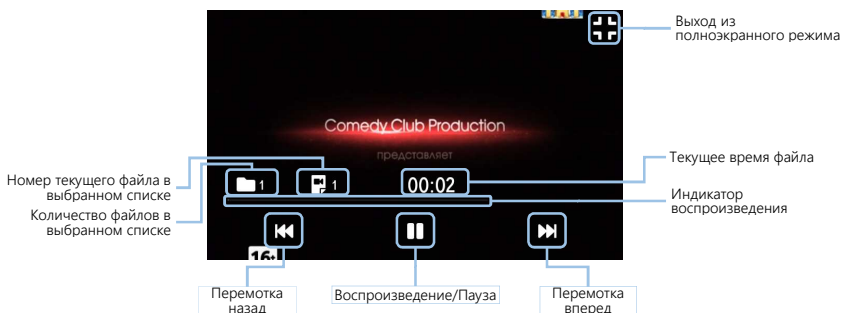 Выход из
полноэкранного режима
Comedy Club Production
представляет
Текущее время файла
Номер текущего файла в
выбранном списке
1
1
00:02
Индикатор
воспроизведения
Количество файлов в
выбранном списке
16+
Перемотка
назад
Воспроизведение/Пауза
Перемотка
вперед